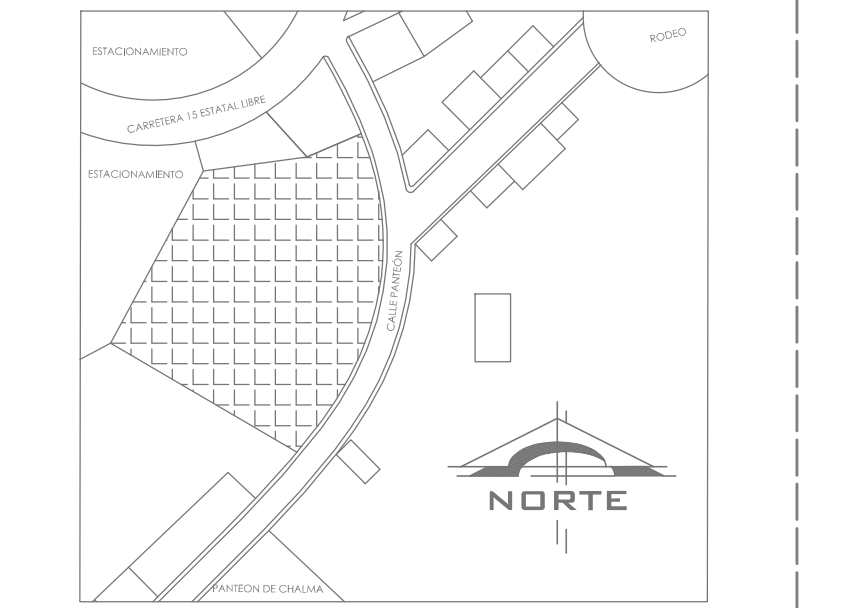 RODEO
ESTACIONAMIENTO
CARRETERA 15 ESTATAL LIBRE
ESTACIONAMIENTO
CALLE PANTEÓN
NORTE
PANTEON DE CHALMA